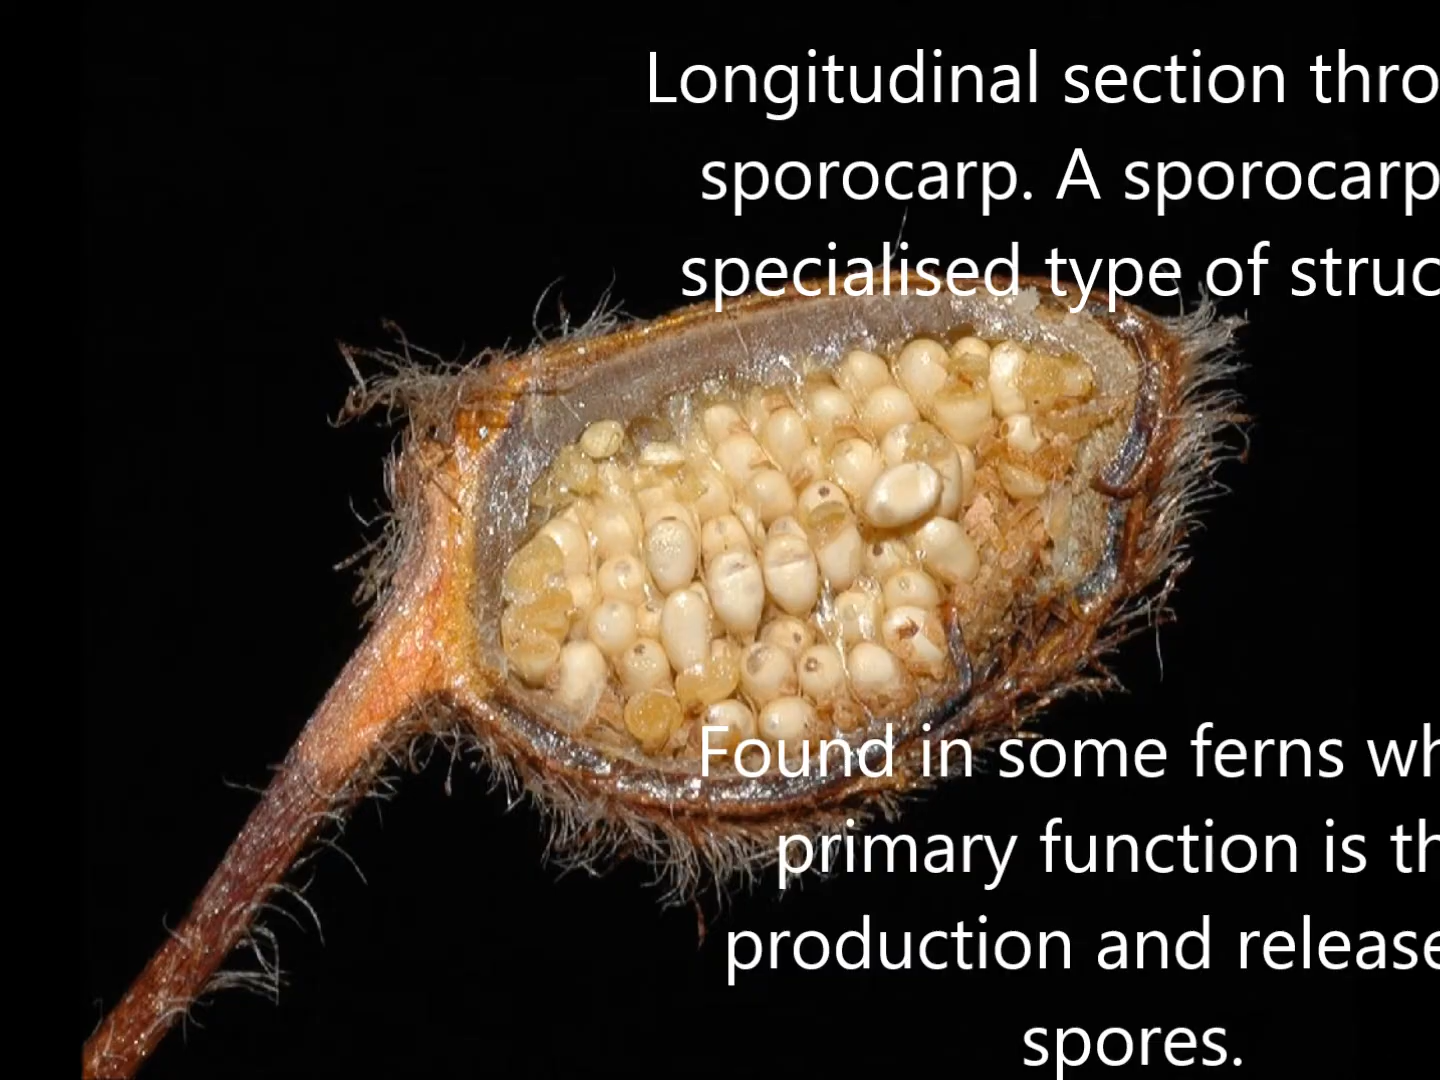 Longitudinal section thro
sporocarp. A sporocarp
specialised type of struc
Found in some ferns wh
primary function is th
production and release
spores.